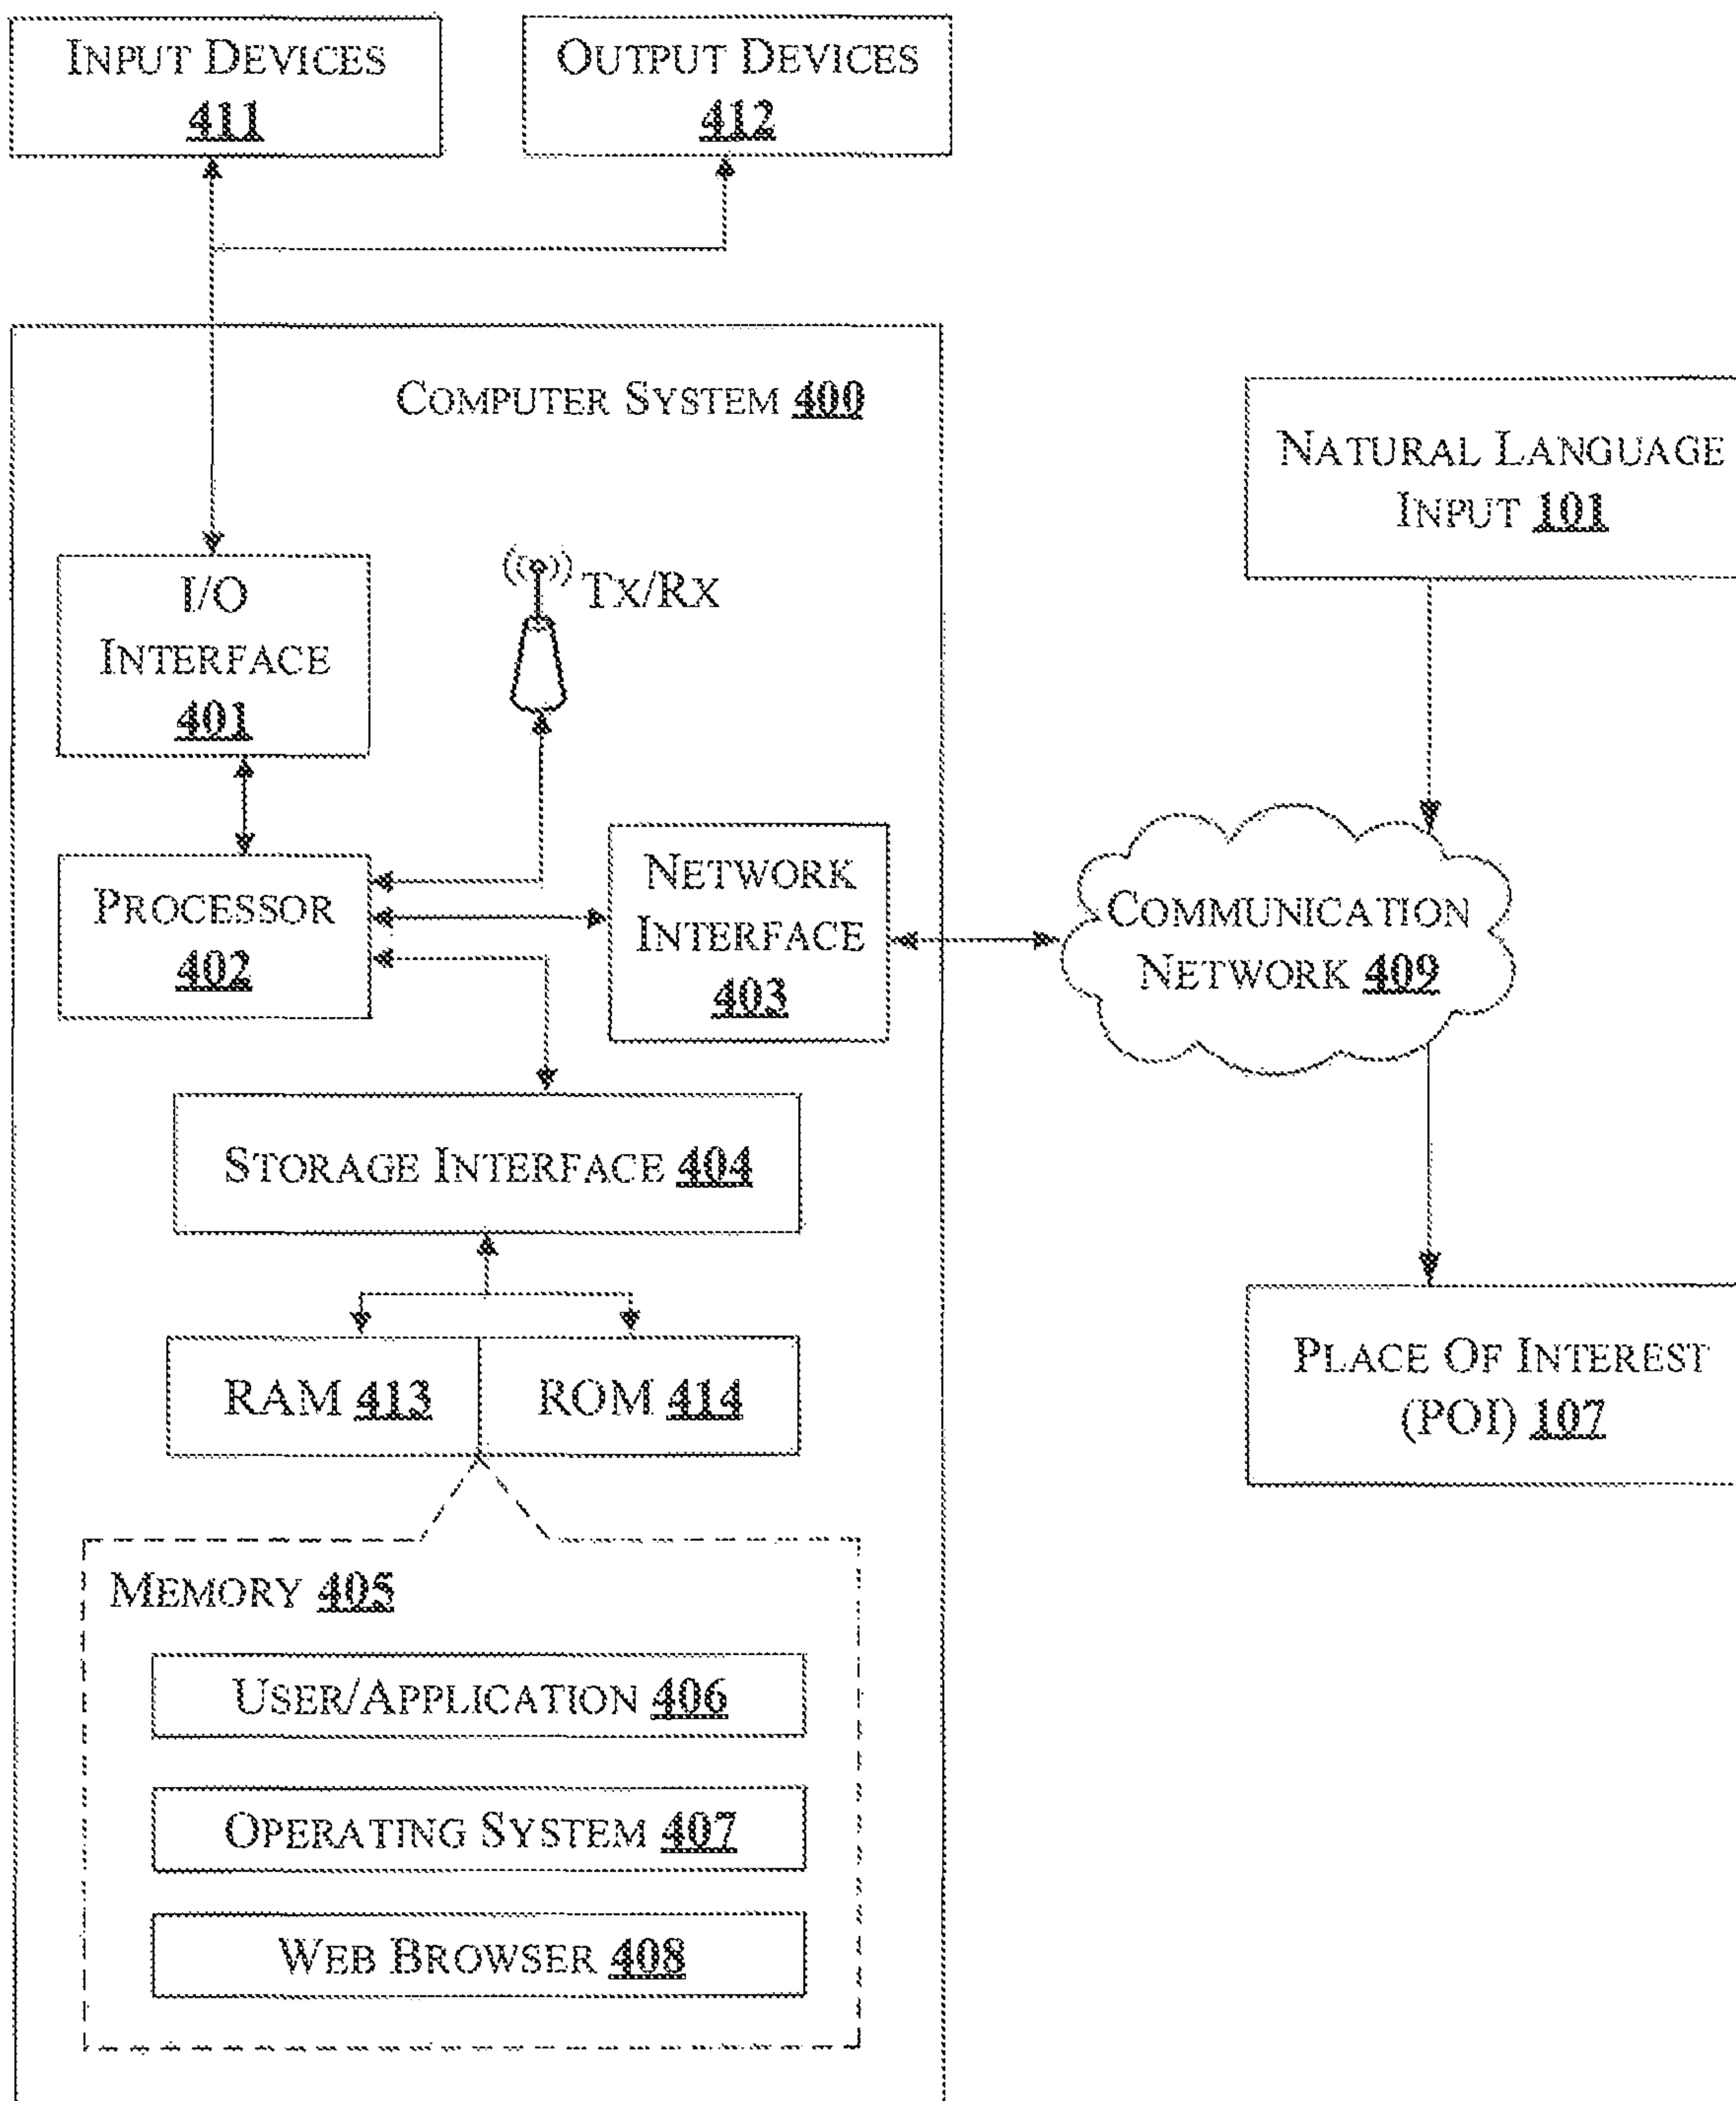 INPUT DEVICES
411
OUTPUT DEVICES
412
COMPUTER SYSTEM 400
I/O
INTERFACE
401
TX/RX
PROCESSOR
402
NETWORK
INTERFACE
403
STORAGE INTERFACE 404
RAM 413
ROM 414
MEMORY 405
USER/APPLICATION 406
OPERATING SYSTEM 407
WEB BROWSER 408
NATURAL LANGUAGE
INPUT 101
COMMUNICATION
NETWORK 409
PLACE OF INTEREST
(POI) 107